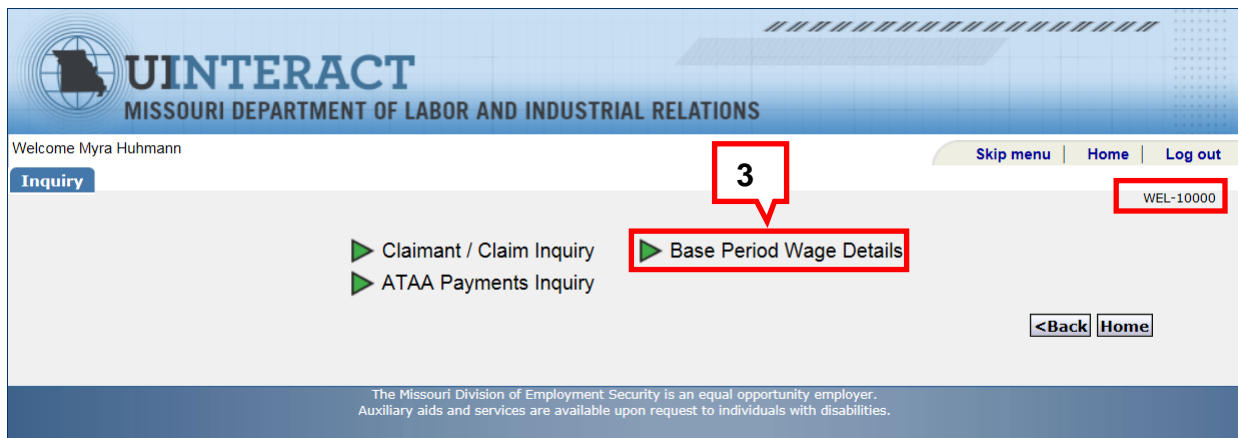 UINTERACT
MISSOURI DEPARTMENT OF LABOR AND INDUSTRIAL RELATIONS
Welcome Myra Huhmann
Skip menu | Home | Log out
Inquiry
3
WEL-10000
Claimant / Claim Inquiry
Base Period Wage Details
ATAA Payments Inquiry
<Back Home
The Missouri Division of Employment Security is an equal opportunity employer.
Auxiliary aids and services are available upon request to individuals with disabilities.